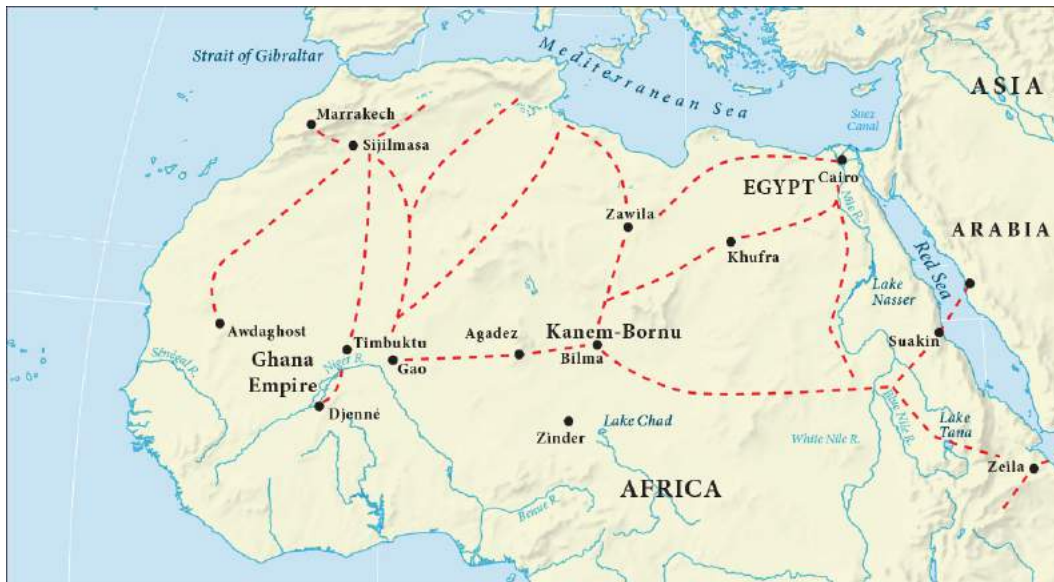 Strait of Gibraltar
Mediterranean Sea
ASIA
Marrakech
Sijilmasa
Suez
Canal
EGYPT
Cairo
Nile R.
Zawila
Khufra
ARABIA
Red Sea
Lake
Nasser
Awdaghost
Timbuktu
Agadez
Kanem-Bornu
Bilma
Suakin
Sénégal R.
Ghana
Empire
Niger R.
Gao
Djenné
Zinder
Lake Chad
White Nile R.
Blue Nile R.
Lake
Tana
Zeila
AFRICA
Benue R.